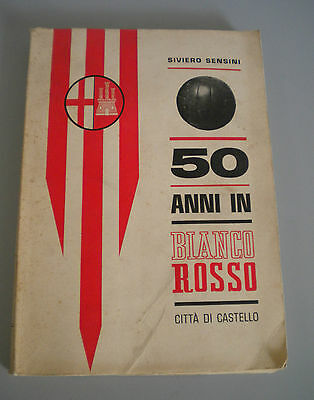 SIVIERO SENSINI
50
ANNI IN
BIANCO
ROSSO
CITTÀ DI CASTELLO